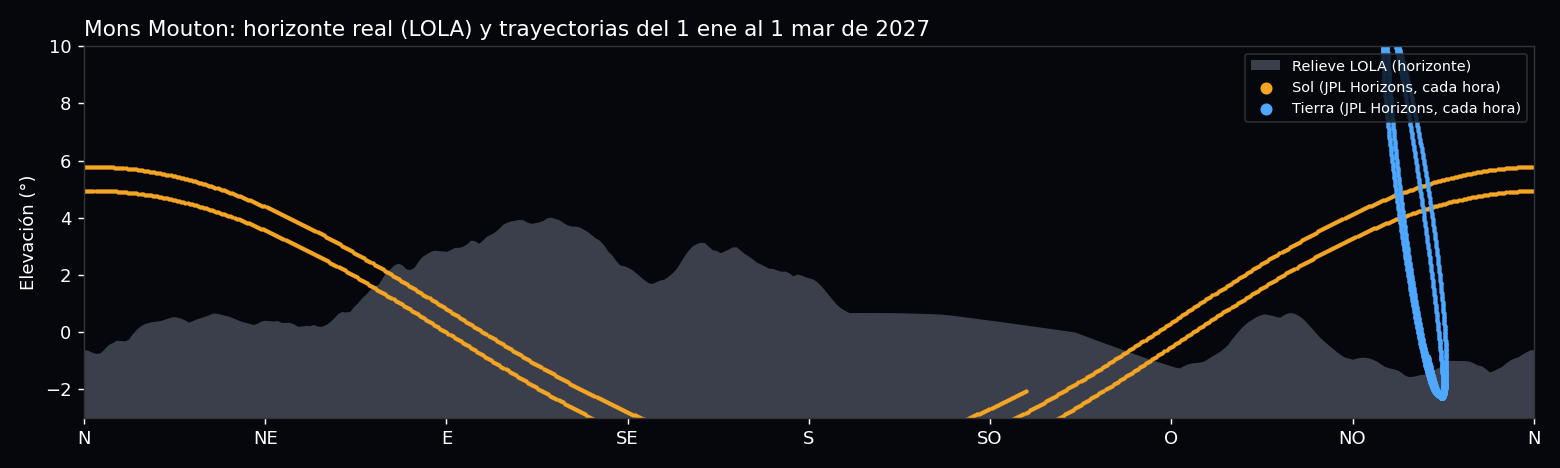 Mons Mouton: horizonte real (LOLA) y trayectorias del 1 ene al 1 mar de 2027
Relieve LOLA (horizonte)
Sol (JPL Horizons, cada hora)
Tierra (JPL Horizons, cada hora)
Elevación (°)
10
8
6
4
2
0
−2
N
NE
E
SE
S
SO
O
NO
N